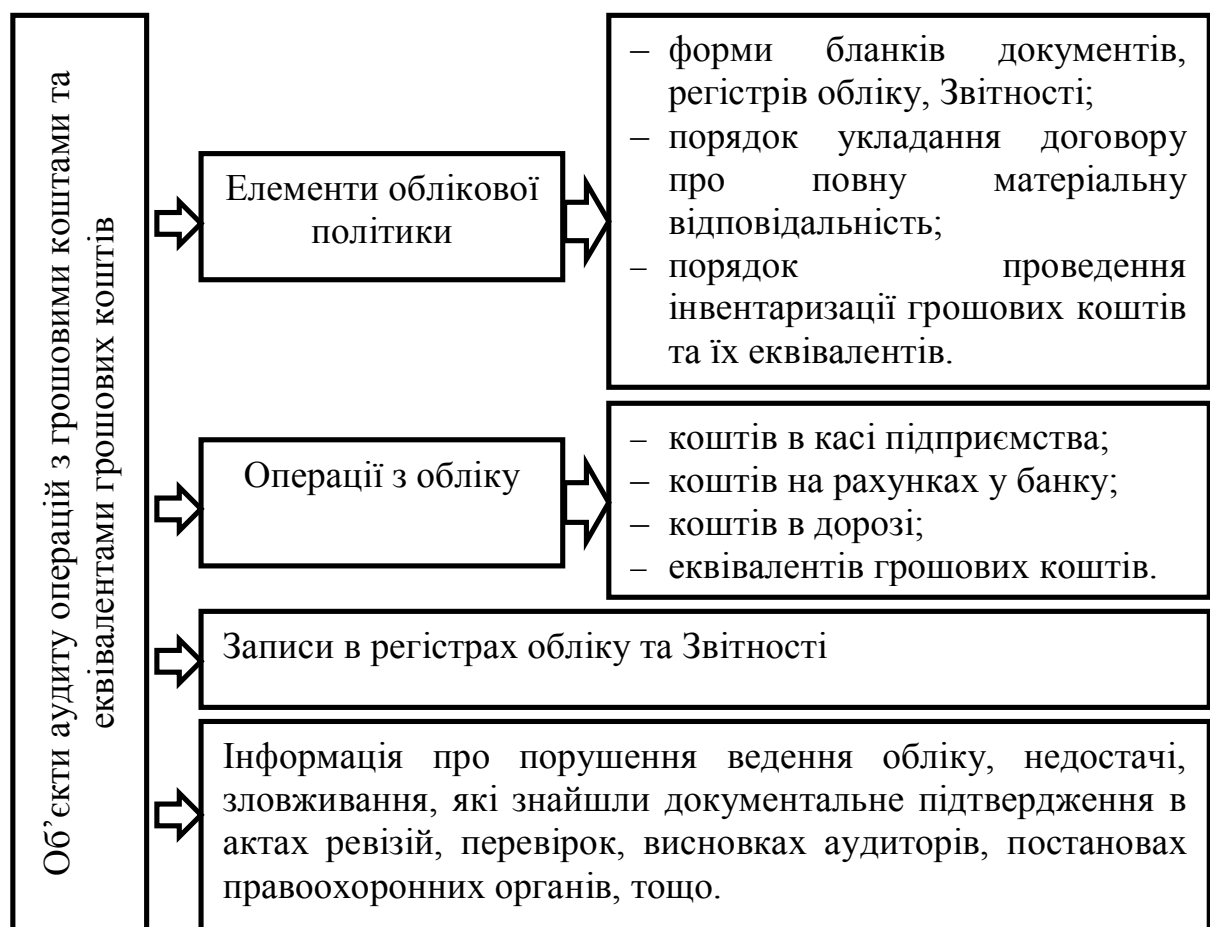 Об’єкти аудиту операцій з грошовими коштами та
еквівалентами грошових коштів
Елементи облікової
політики
– форми бланків документів,
регістрів обліку, Звітності;
– порядок укладання договору
про повну матеріальну
відповідальність;
– порядок проведення
інвентаризації грошових коштів
та їх еквівалентів.
Операції з обліку
– коштів в касі підприємства;
– коштів на рахунках у банку;
– коштів в дорозі;
– еквівалентів грошових коштів.
Записи в регістрах обліку та Звітності
Інформація про порушення ведення обліку, недостачі,
зловживання, які знайшли документальне підтвердження в
актах ревізій, перевірок, висновках аудиторів, постановах
правоохоронних органів, тощо.